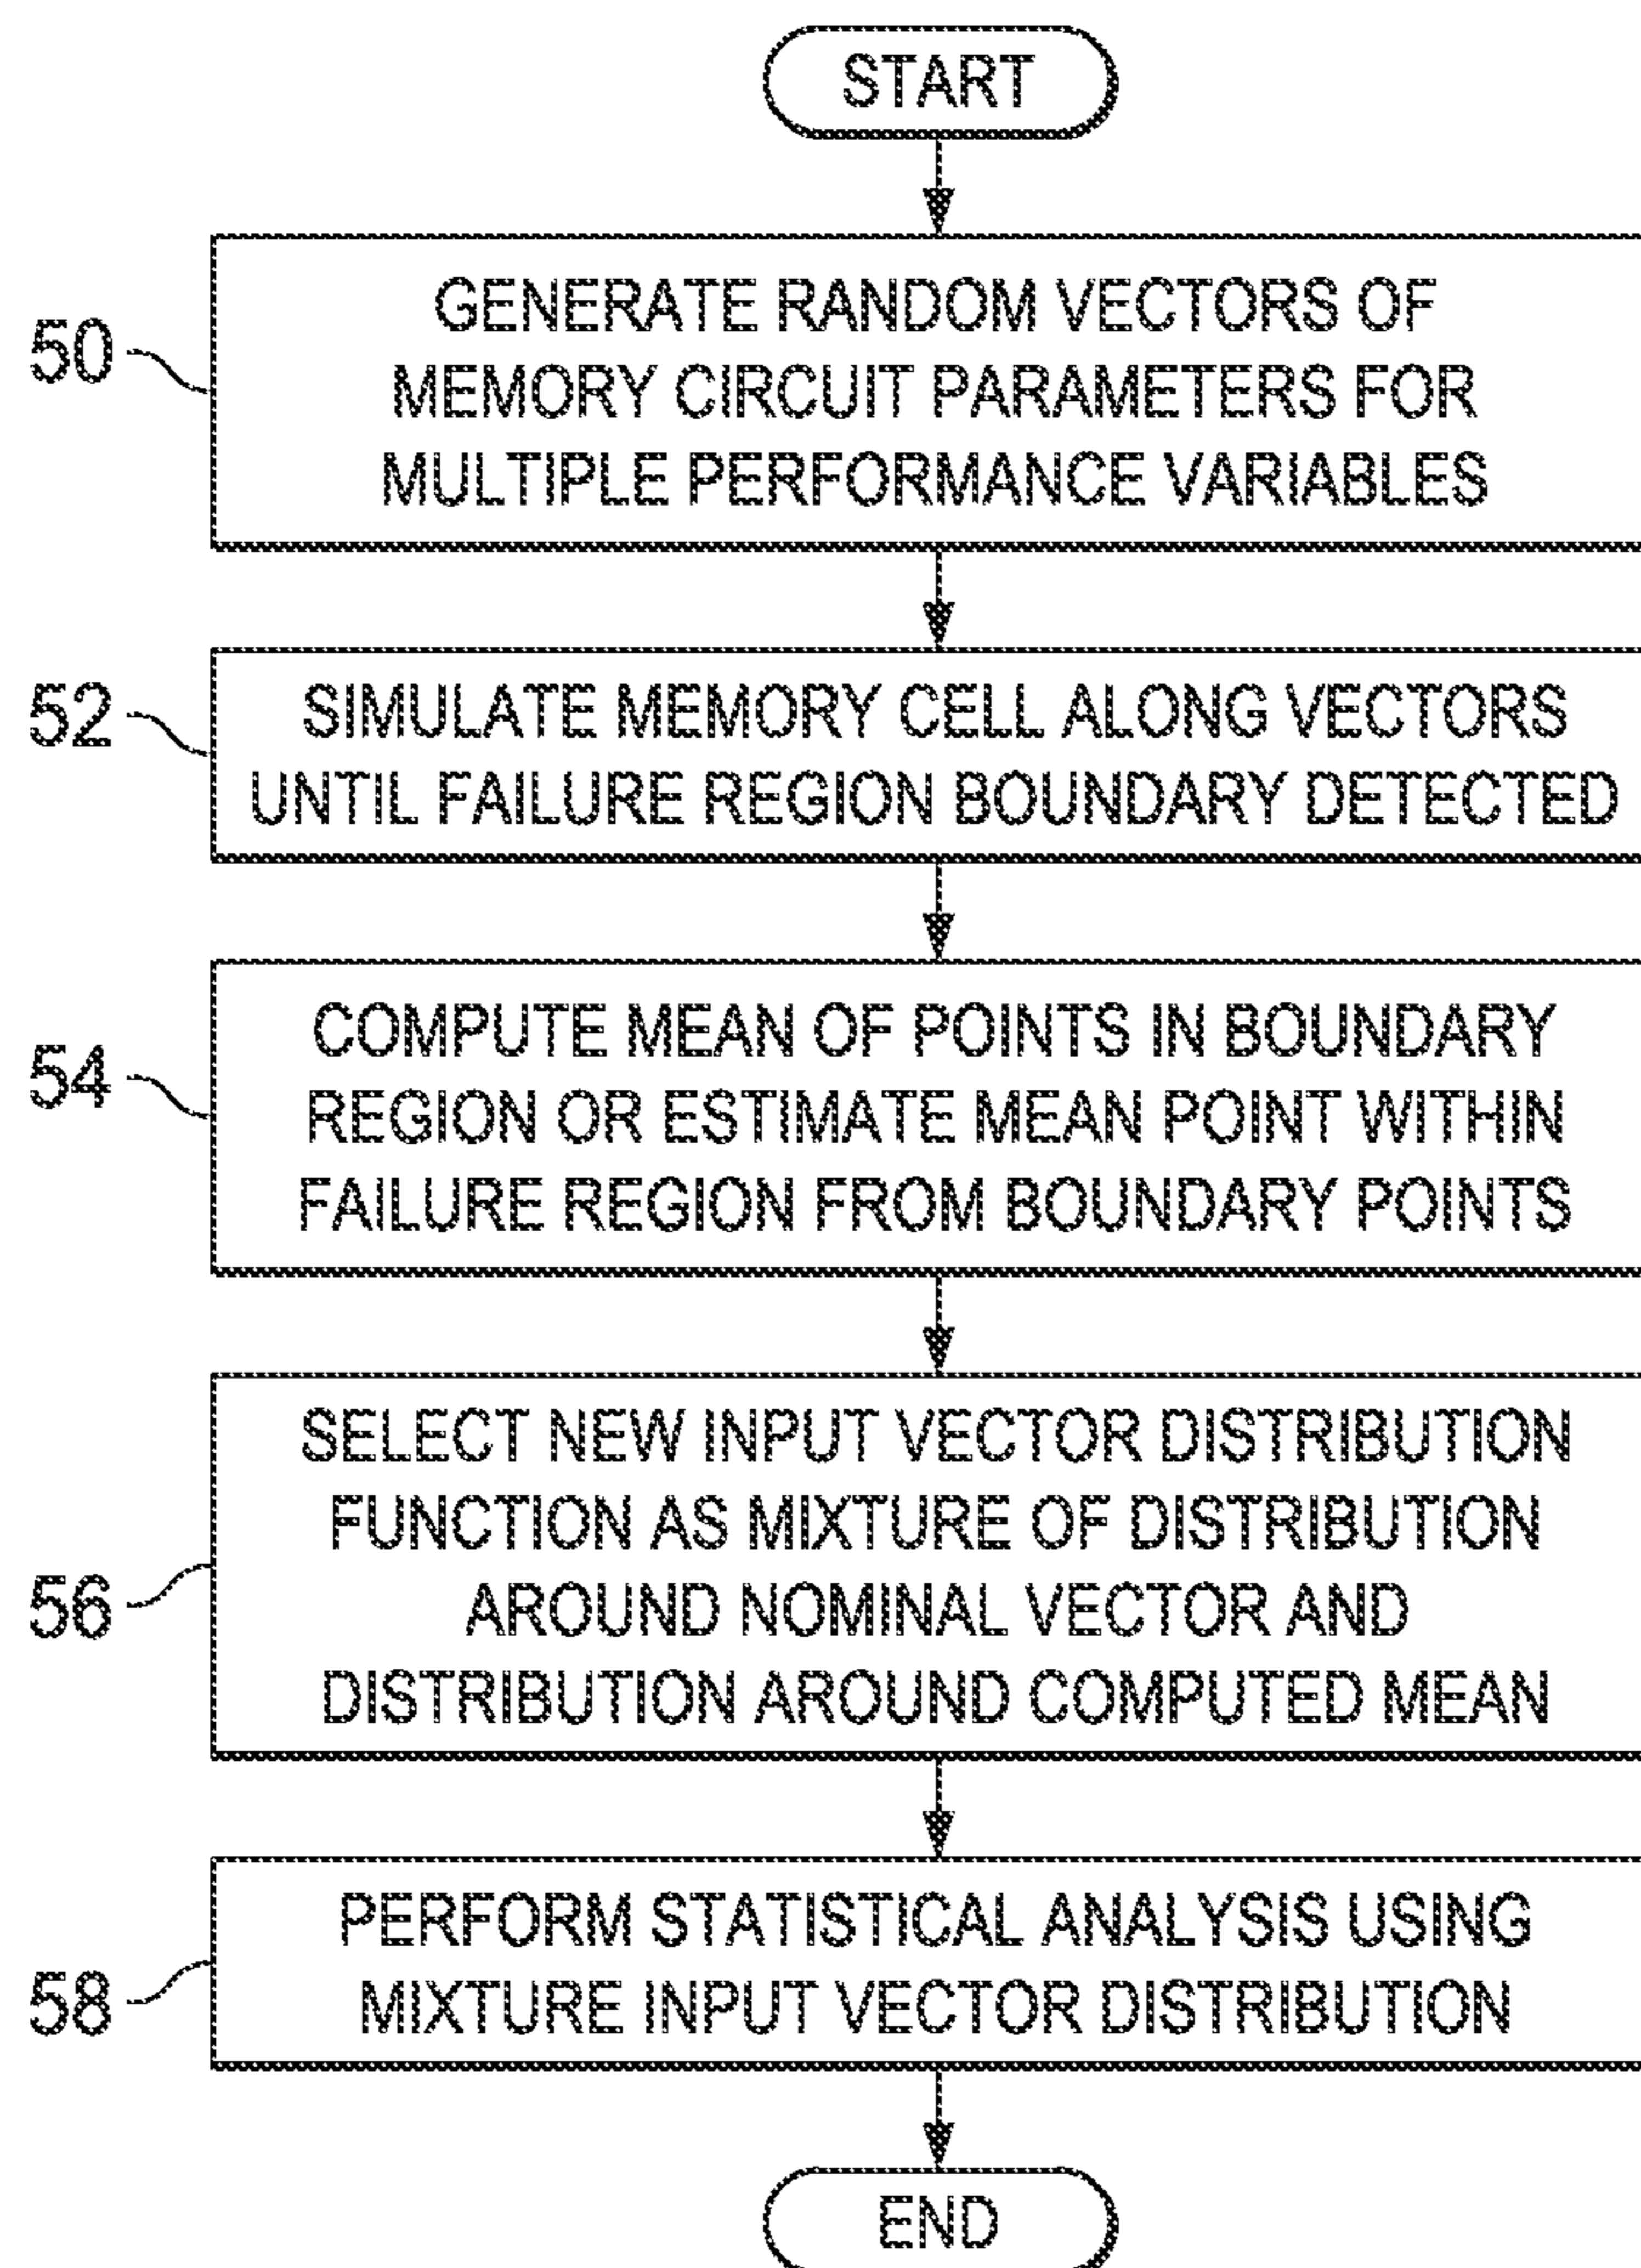 START
50
GENERATE RANDOM VECTORS OF
MEMORY CIRCUIT PARAMETERS FOR
MULTIPLE PERFORMANCE VARIABLES
52
SIMULATE MEMORY CELL ALONG VECTORS
UNTIL FAILURE REGION BOUNDARY DETECTED
54
COMPUTE MEAN OF POINTS IN BOUNDARY
REGION OR ESTIMATE MEAN POINT WITHIN
FAILURE REGION FROM BOUNDARY POINTS
56
SELECT NEW INPUT VECTOR DISTRIBUTION
FUNCTION AS MIXTURE OF DISTRIBUTION
AROUND NOMINAL VECTOR AND
DISTRIBUTION AROUND COMPUTED MEAN
58
PERFORM STATISTICAL ANALYSIS USING
MIXTURE INPUT VECTOR DISTRIBUTION
END